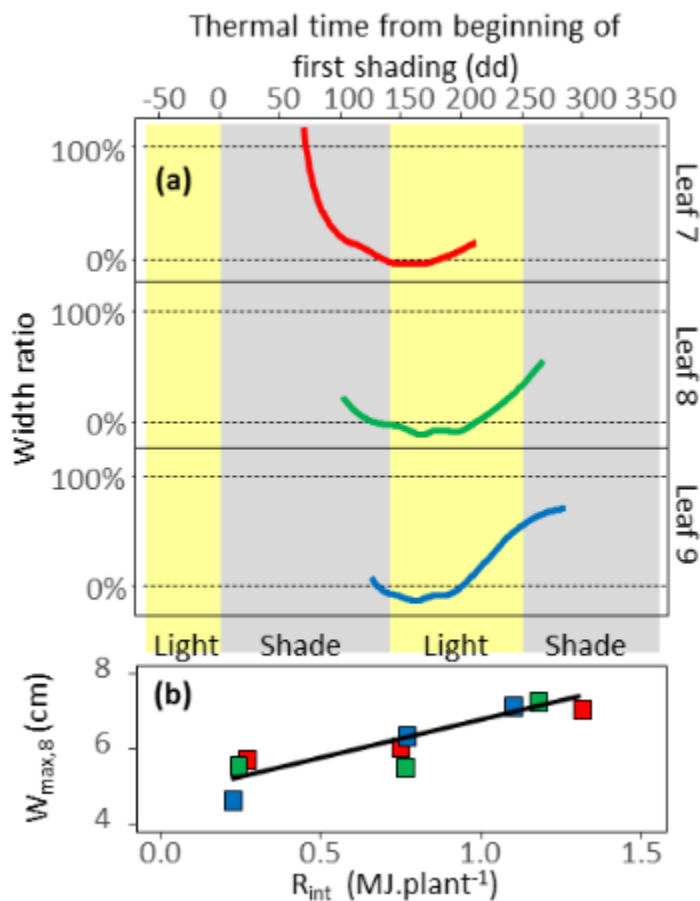 Thermal time from beginning of
first shading (dd)
-50 0 50 100 150 200 250 300 350
Width ratio
(a)
100%
0%
Leaf 7
100%
0%
Leaf 8
100%
0%
Leaf 9
Light Shade Light Shade
(b)
Wmax,8 (cm)
8
6
4
0.0 0.5 1.0 1.5
Rint (MJ.plant⁻¹)